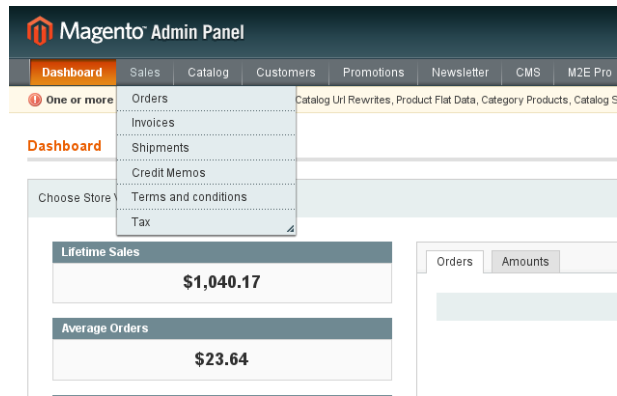 Magento Admin Panel
Dashboard Sales Catalog Customers Promotions Newsletter CMS M2E Pro
One or more Catalog Url Rewrites, Product Flat Data, Category Products, Catalog S
Orders
Invoices
Dashboard
Shipments
Credit Memos
Choose Store
Terms and conditions
Tax
Lifetime Sales
$1,040.17
Average Orders
$23.64
Orders Amounts